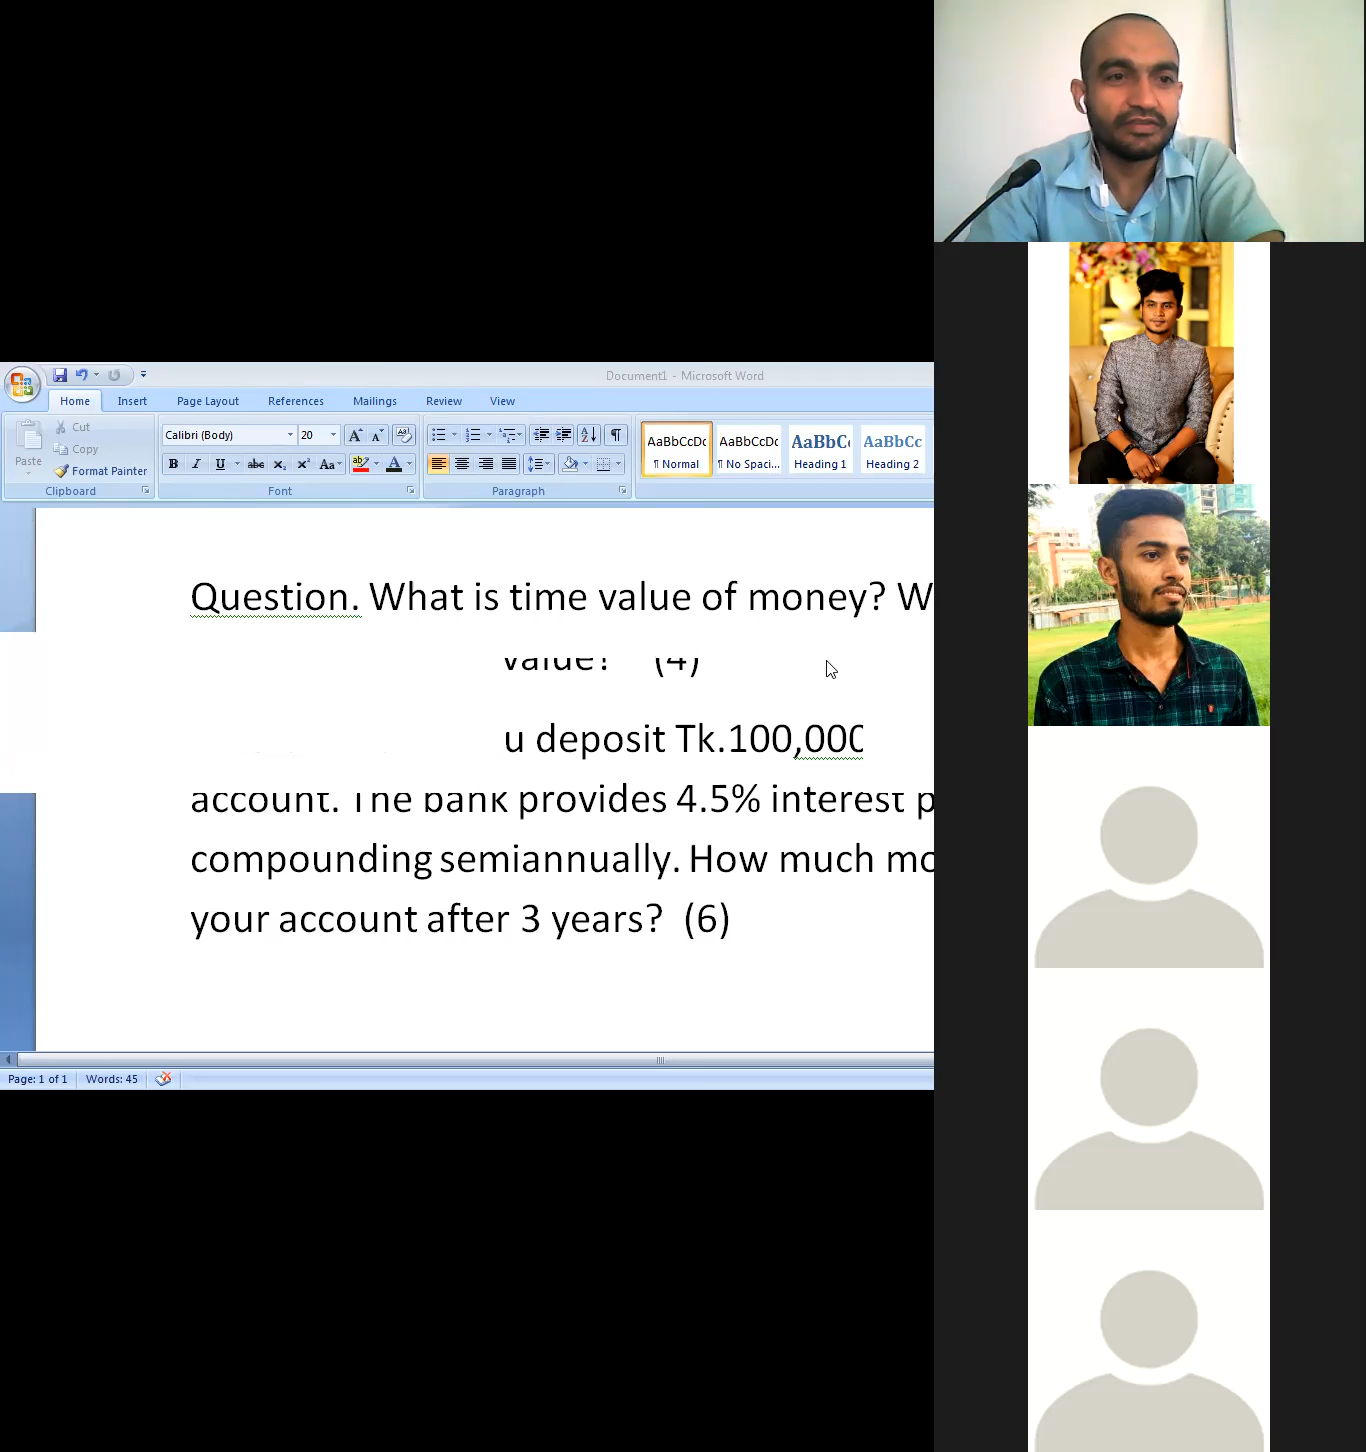 Document1 - Microsoft Word
Home Insert Page Layout References Mailings Review View
Paste
Cut
Copy
Format Painter
Clipboard
Calibri (Body) 20
Font
Paragraph
AaBbCcDc AaBbCcDc AaBbC AaBbCc
¶ Normal ¶ No Spaci... Heading 1 Heading 2
Question. What is time value of money? W
value? (4)
u deposit Tk.100,000
account. The bank provides 4.5% interest p
compounding semiannually. How much mo
your account after 3 years? (6)
Page: 1 of 1 Words: 45